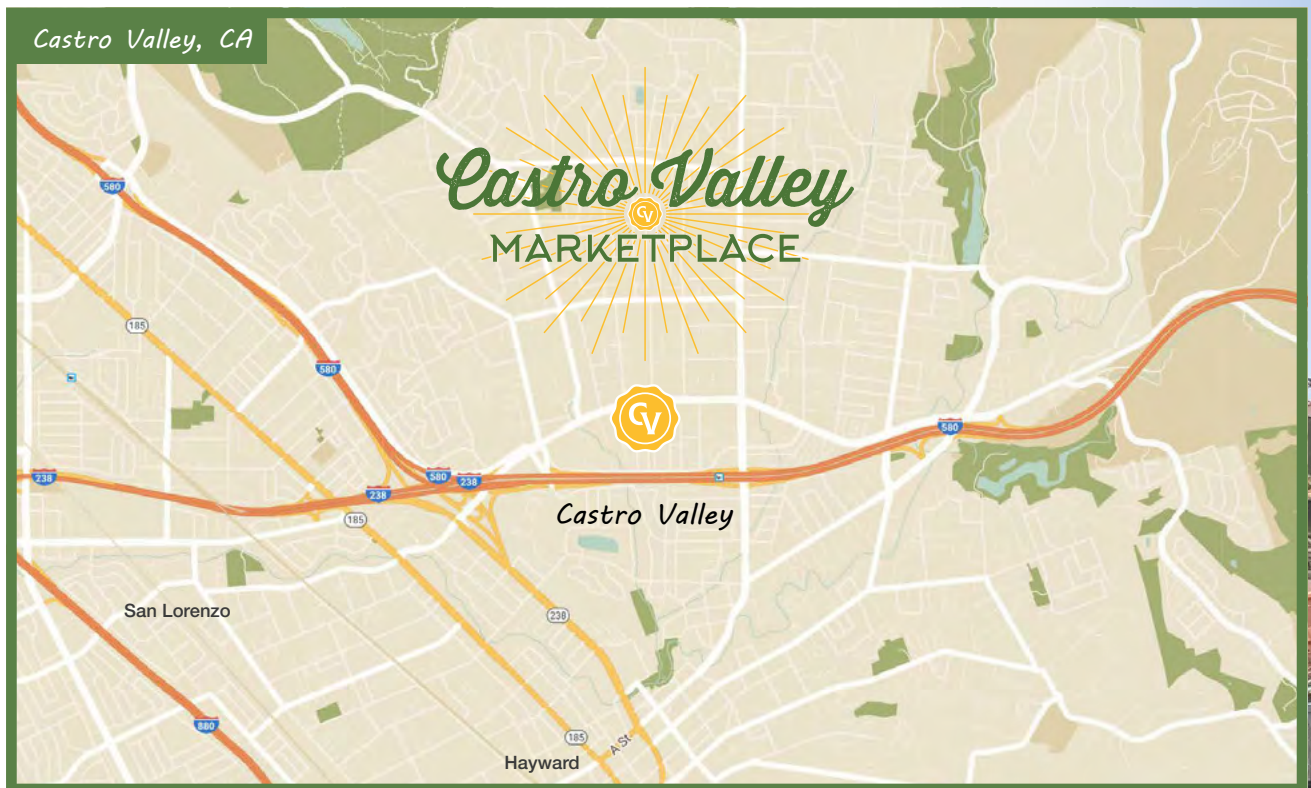 Castro Valley, CA
Castro Valley
CV
MARKETPLACE
580
185
580
CV
580
238
580
238
238
185
Castro Valley
San Lorenzo
238
880
185
A St
Hayward